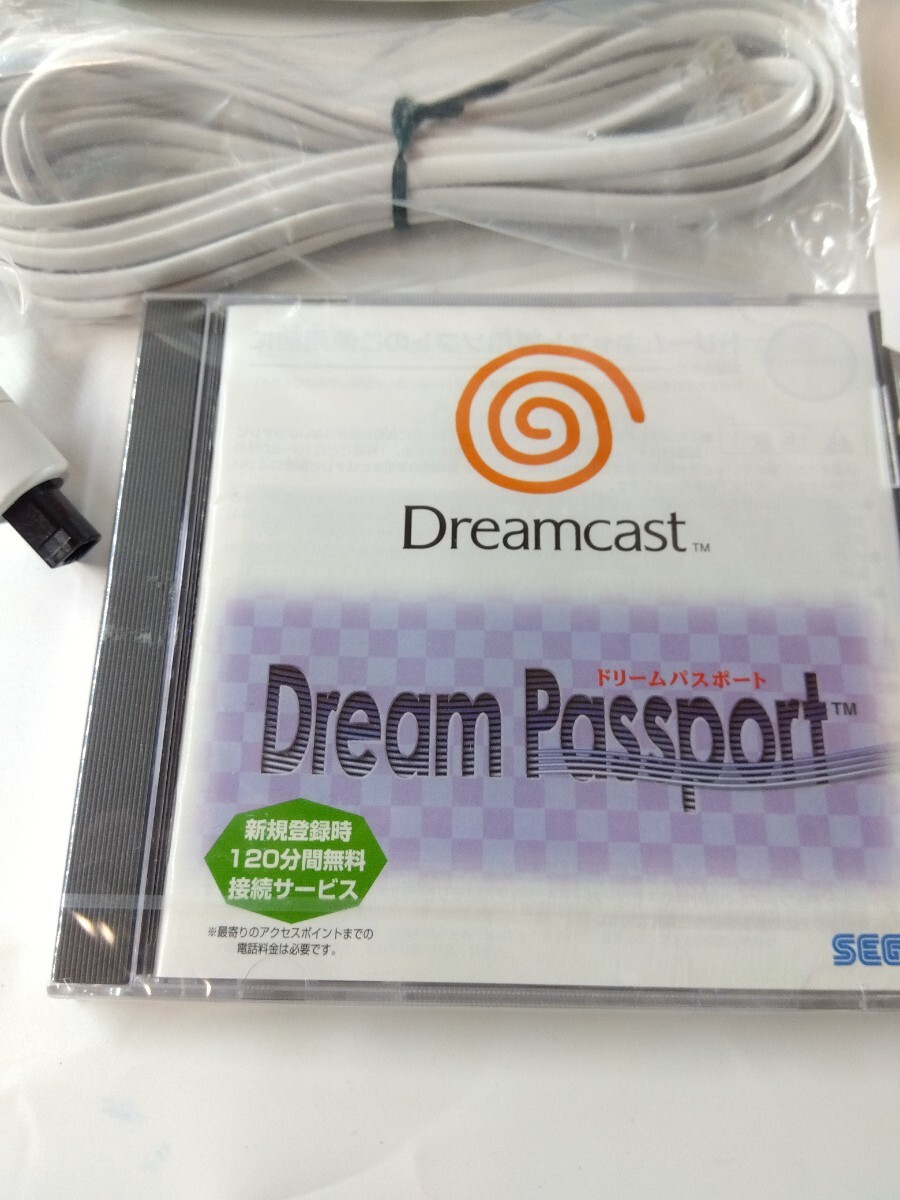 Dreamcast™
ドリームパスポート
Dream Passport™
新規登録時
120分間無料
接続サービス
※最寄りのアクセスポイントまでの
電話料金は必要です。
SEG